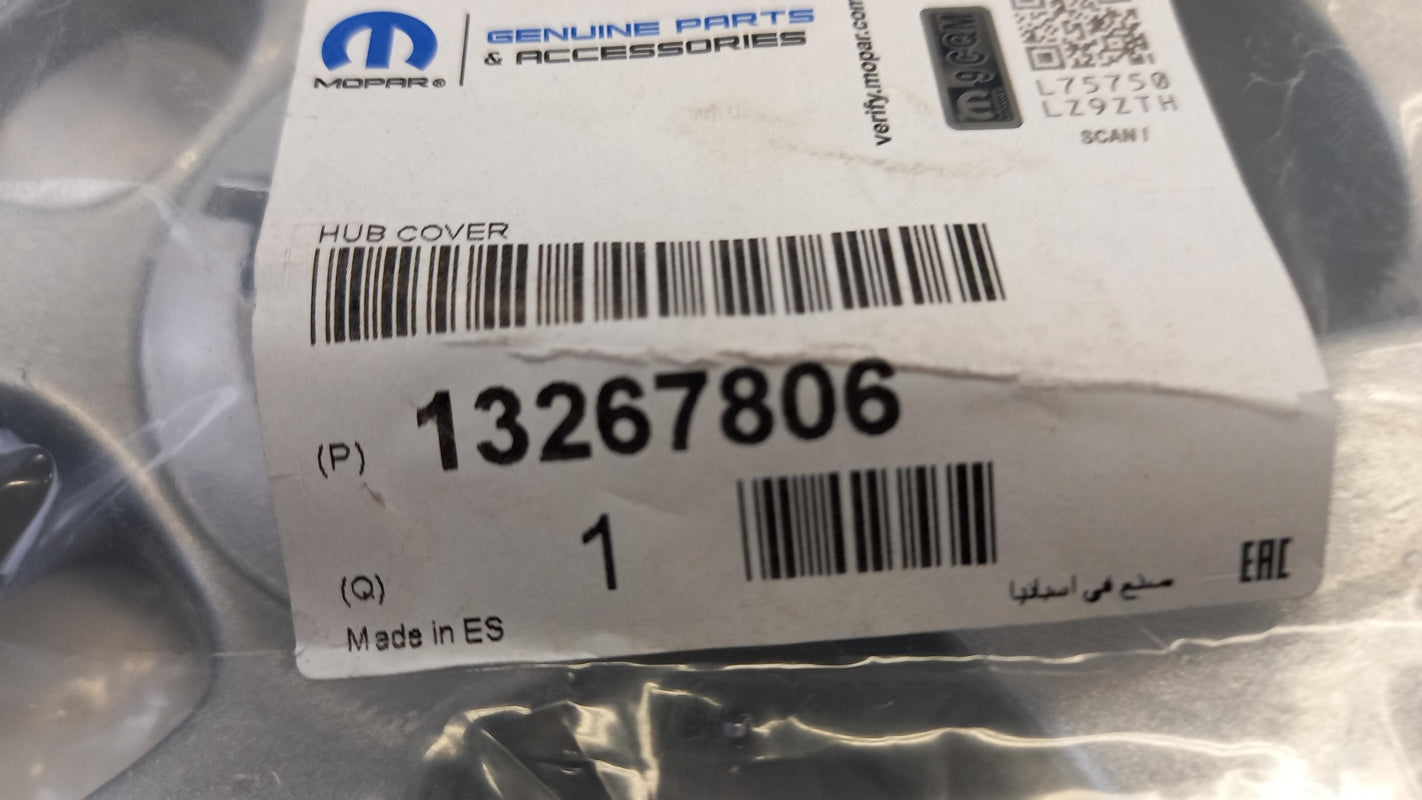 MOPAR®
GENUINE PARTS
& ACCESSORIES
verify.mopar.com
m 9CQM
L75750
LZ9ZTH
SCAN!
HUB COVER
(P) 13267806
(Q) 1
Made in ES
صنع في اسبانيا
EAC